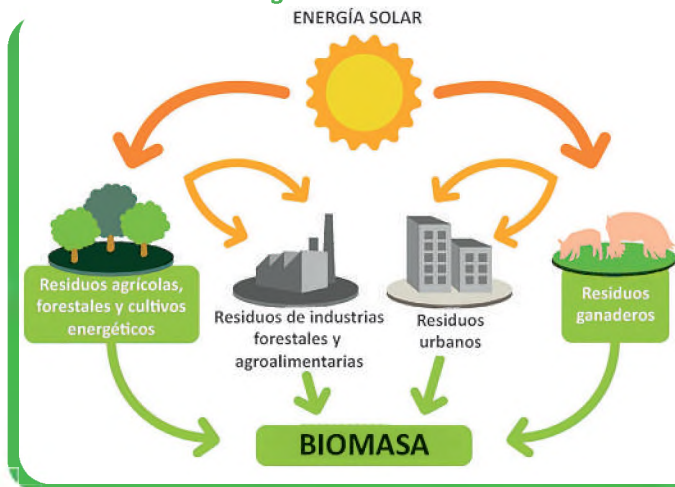 ENERGÍA SOLAR
Residuos agrícolas,
forestales y cultivos
energéticos
Residuos de industrias
forestales y
agroalimentarias
Residuos
urbanos
Residuos
ganaderos
BIOMASA